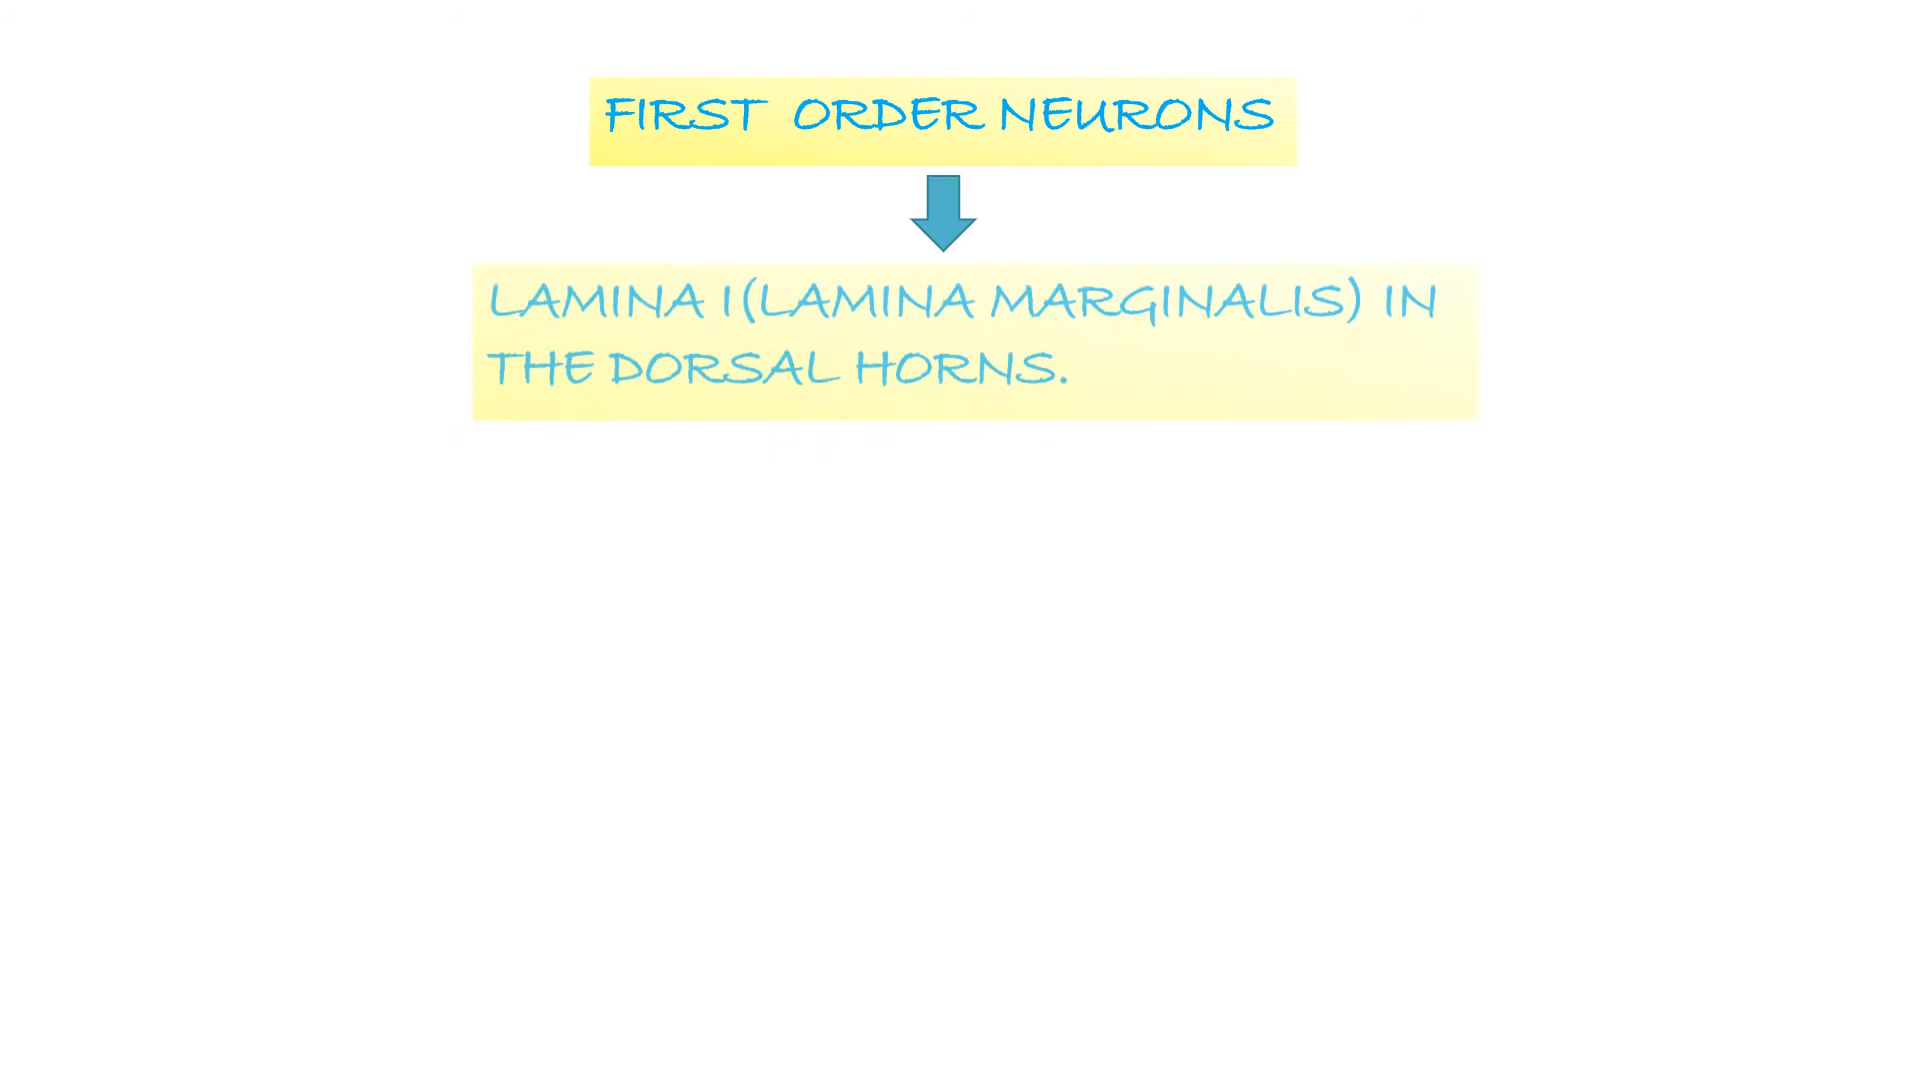 FIRST ORDER NEURONS
LAMINA I(LAMINA MARGINALIS) IN
THE DORSAL HORNS.